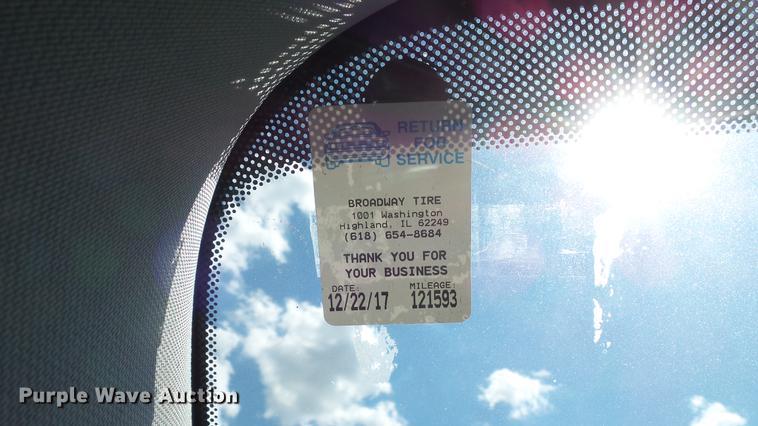 RETURN
FOR
SERVICE
BROADWAY TIRE
1001 Washington
Highland, IL 62249
(618) 654-8684
THANK YOU FOR
YOUR BUSINESS
DATE: MILEAGE:
12/22/17 121593
Purple Wave Auction